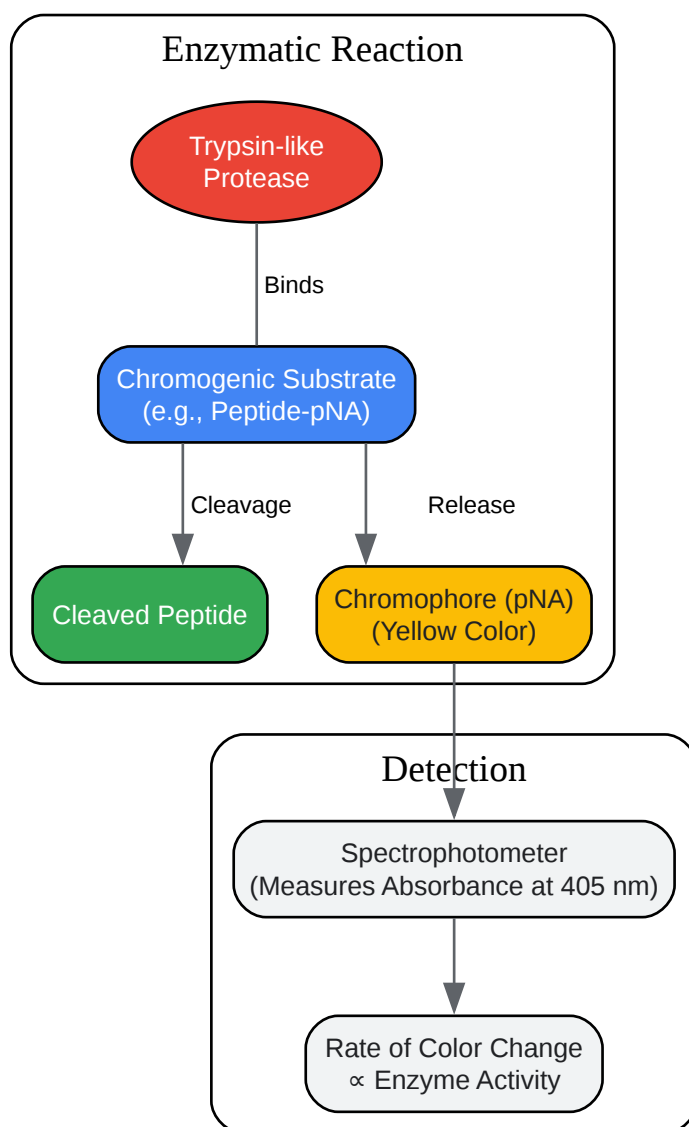 Enzymatic Reaction
Trypsin-like
Protease
Binds
Chromogenic Substrate
(e.g., Peptide-pNA)
Cleavage
Release
Cleaved Peptide
Chromophore (pNA)
(Yellow Color)
Detection
Spectrophotometer
(Measures Absorbance at 405 nm)
Rate of Color Change
∝ Enzyme Activity